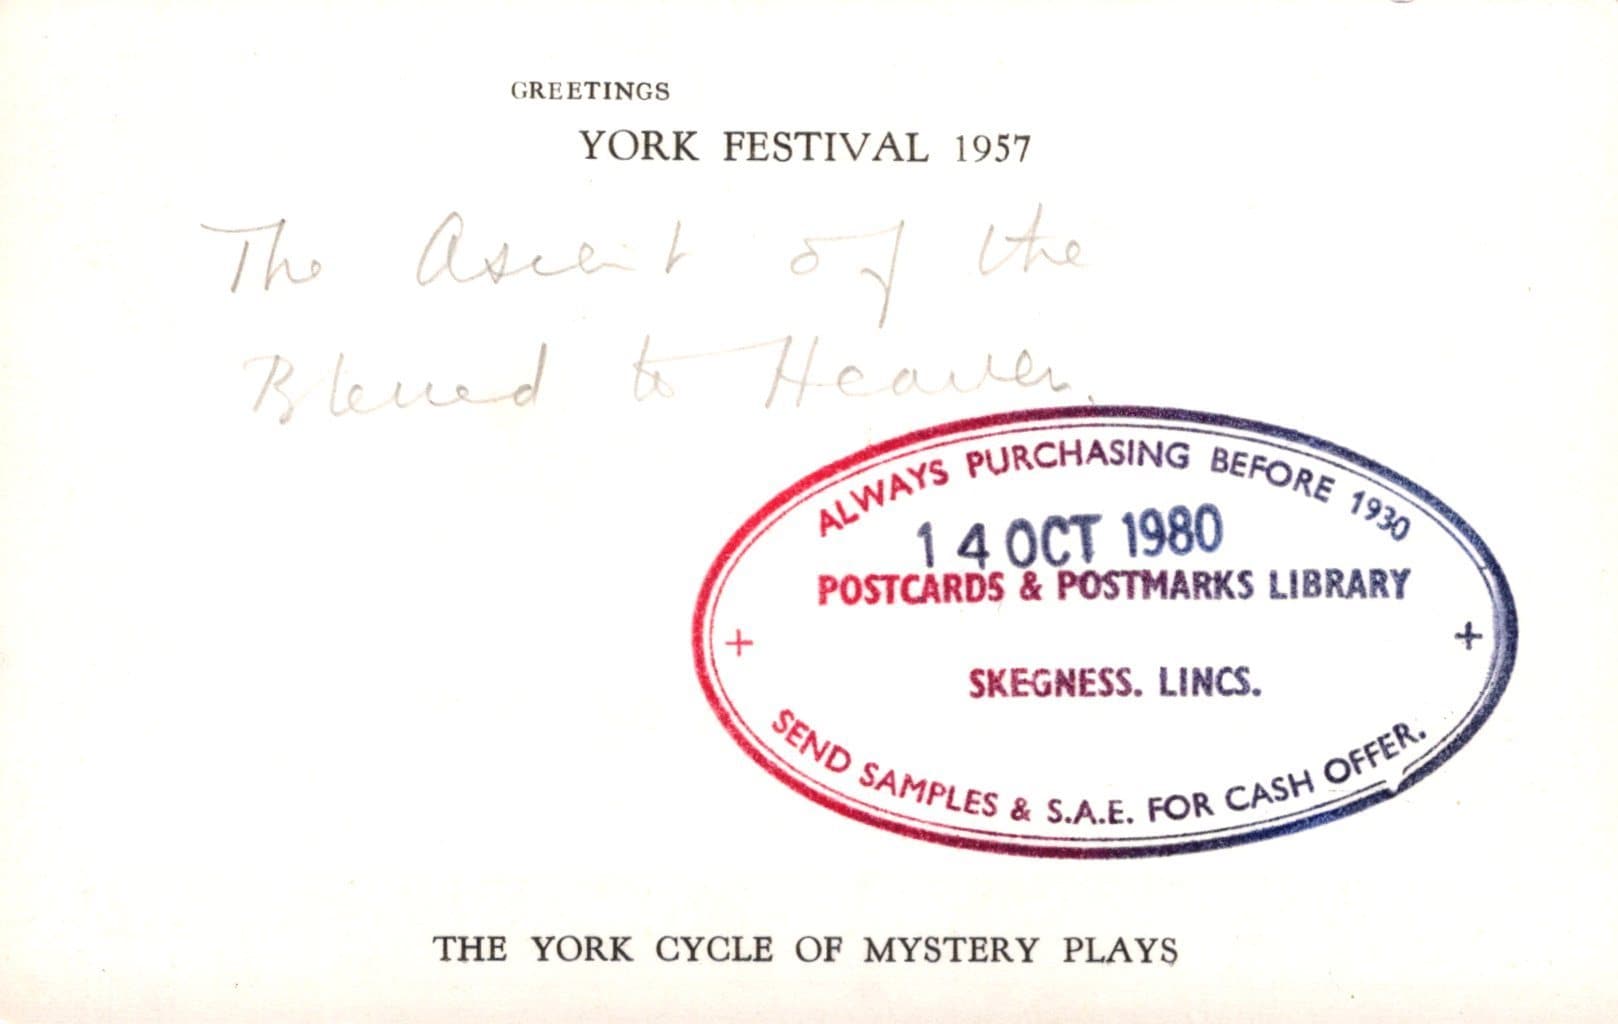 GREETINGS
YORK FESTIVAL 1957
The Ascent of the
Blessed to Heaven.
ALWAYS PURCHASING BEFORE 1930
14 OCT 1980
POSTCARDS & POSTMARKS LIBRARY
+ +
SKEGNESS. LINCS.
SEND SAMPLES & S.A.E. FOR CASH OFFER.
THE YORK CYCLE OF MYSTERY PLAYS